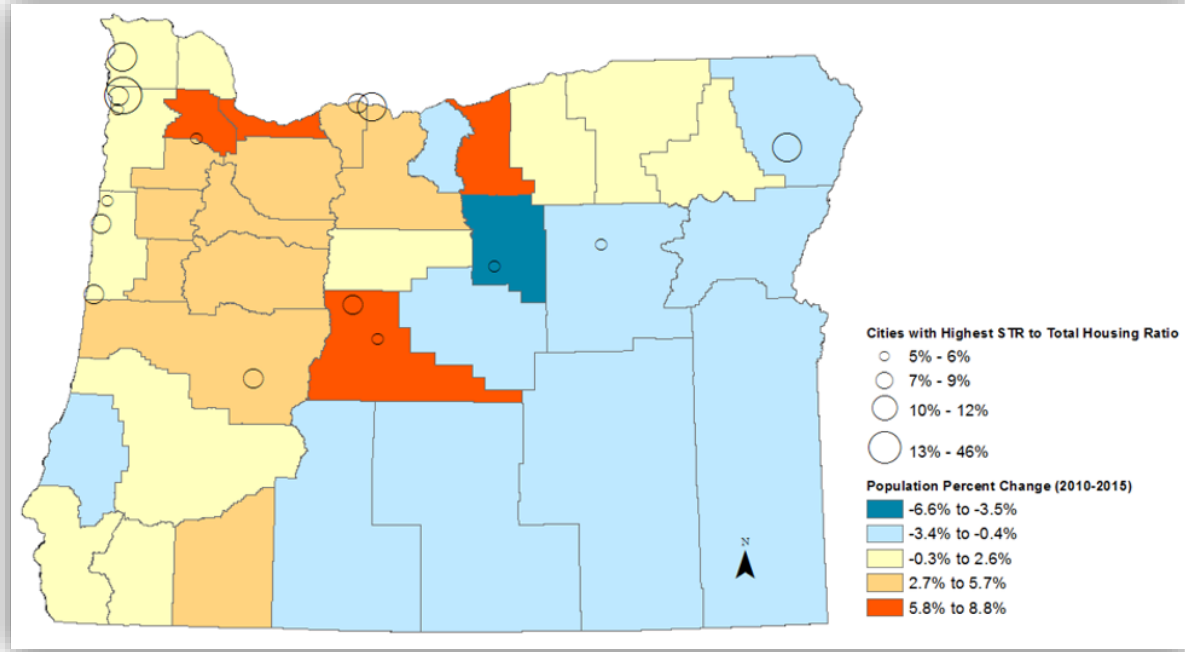 Cities with Highest STR to Total Housing Ratio
5% - 6%
7% - 9%
10% - 12%
13% - 46%
Population Percent Change (2010-2015)
-6.6% to -3.5%
-3.4% to -0.4%
-0.3% to 2.6%
2.7% to 5.7%
5.8% to 8.8%
N